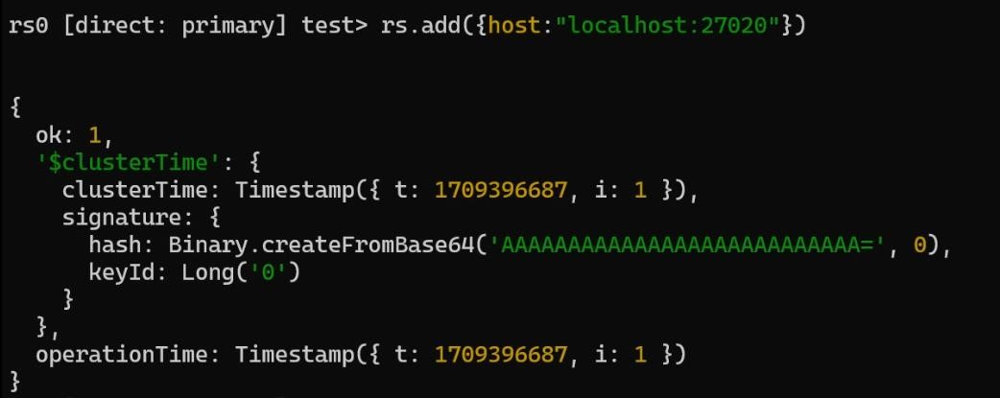 rs0 [direct: primary] test> rs.add({host:"localhost:27020"})
{
  ok: 1,
  '$clusterTime': {
    clusterTime: Timestamp({ t: 1709396687, i: 1 }),
    signature: {
      hash: Binary.createFromBase64('AAAAAAAAAAAAAAAAAAAAAAAAAAA=', 0),
      keyId: Long('0')
    }
  },
  operationTime: Timestamp({ t: 1709396687, i: 1 })
}